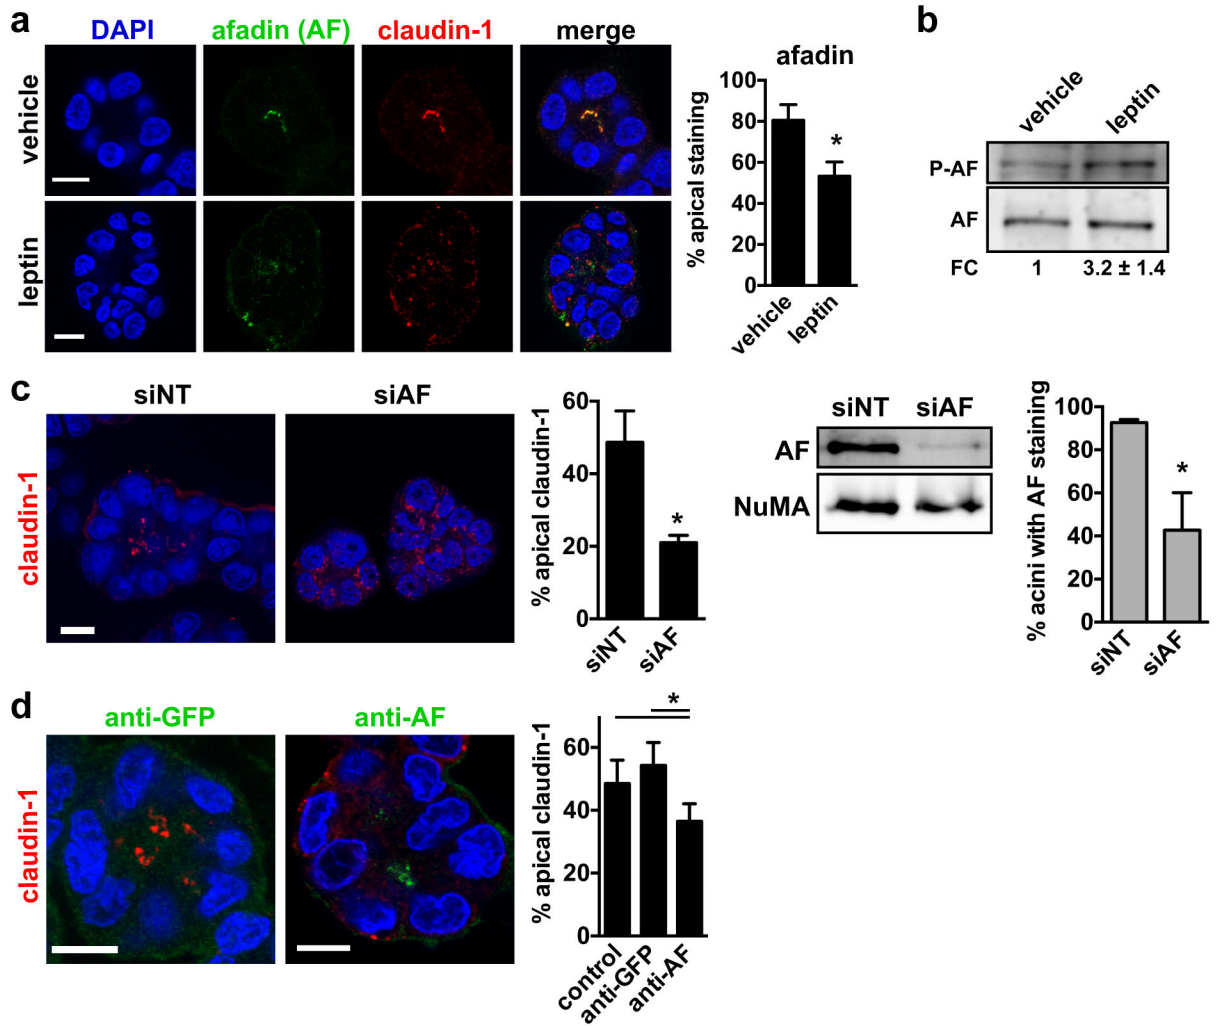 a
DAPI afadin (AF) claudin-1 merge
vehicle
leptin
afadin
% apical staining
100
80
60
40
20
0
*
vehicle leptin
b
vehicle leptin
P-AF
AF
FC 1 3.2 ± 1.4
c
siNT siAF
claudin-1
% apical claudin-1
60
40
20
0
*
siNT siAF
siNT siAF
AF
NuMA
% acini with AF staining
100
80
60
40
20
0
*
siNT siAF
d
anti-GFP anti-AF
claudin-1
% apical claudin-1
60
40
20
0
*
control anti-GFP anti-AF